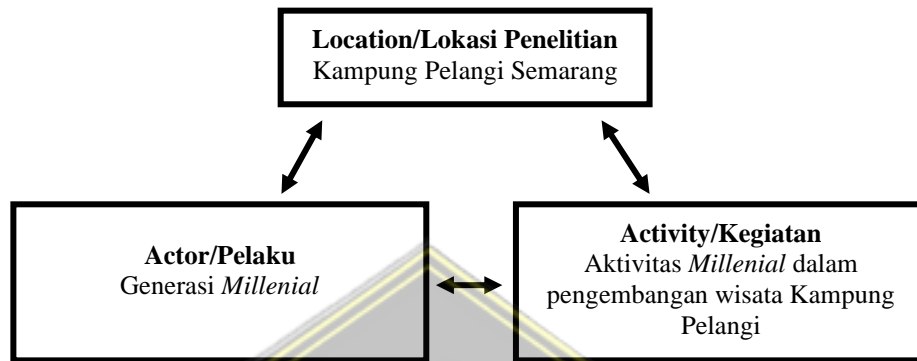 Location/Lokasi Penelitian
Kampung Pelangi Semarang
Actor/Pelaku
Generasi Millenial
Activity/Kegiatan
Aktivitas Millenial dalam
pengembangan wisata Kampung
Pelangi